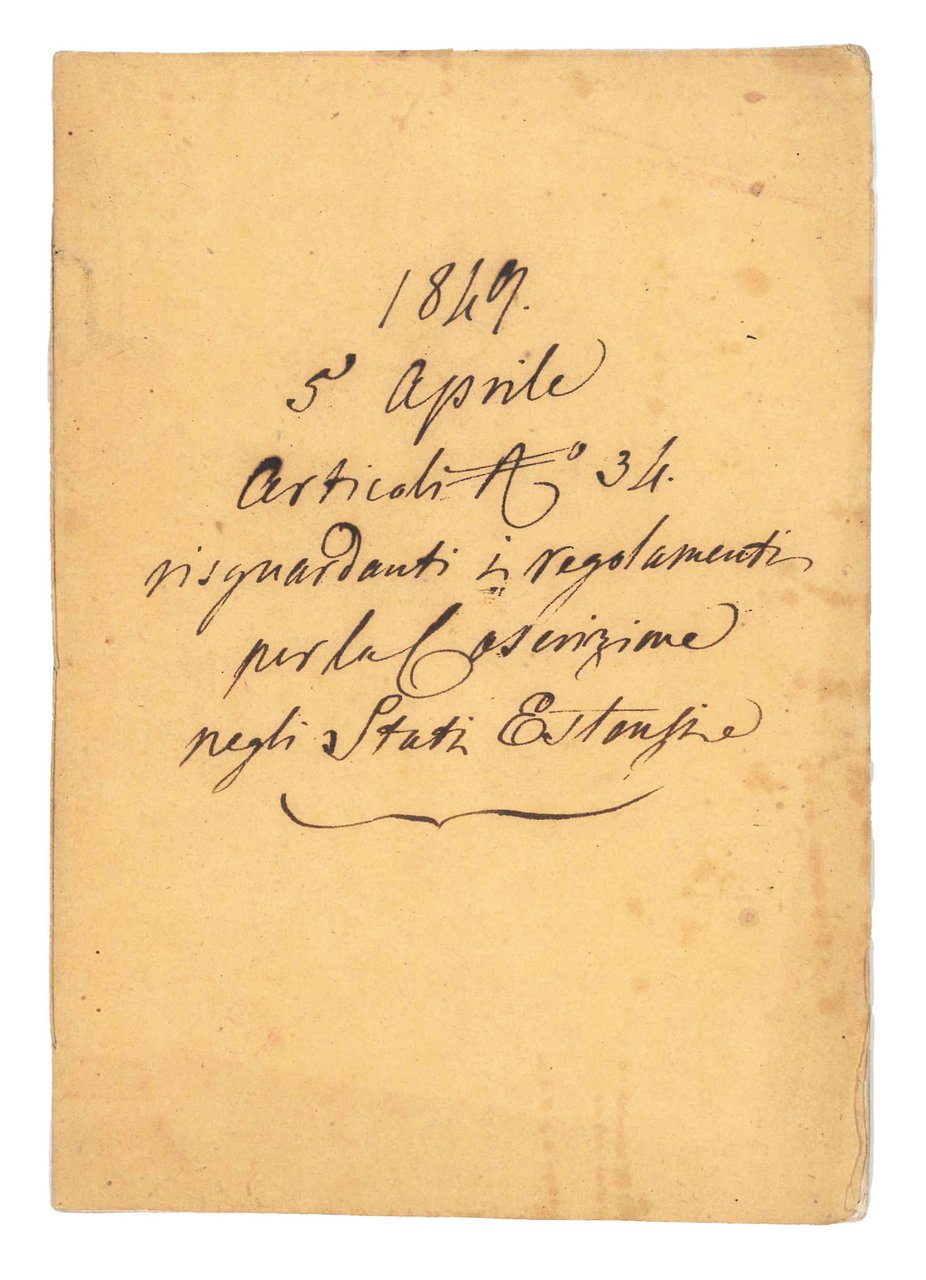 1849.
5 Aprile
Articoli N° 34.
risguardanti i regolamenti
per la Coscrizione
negli Stati Estensi